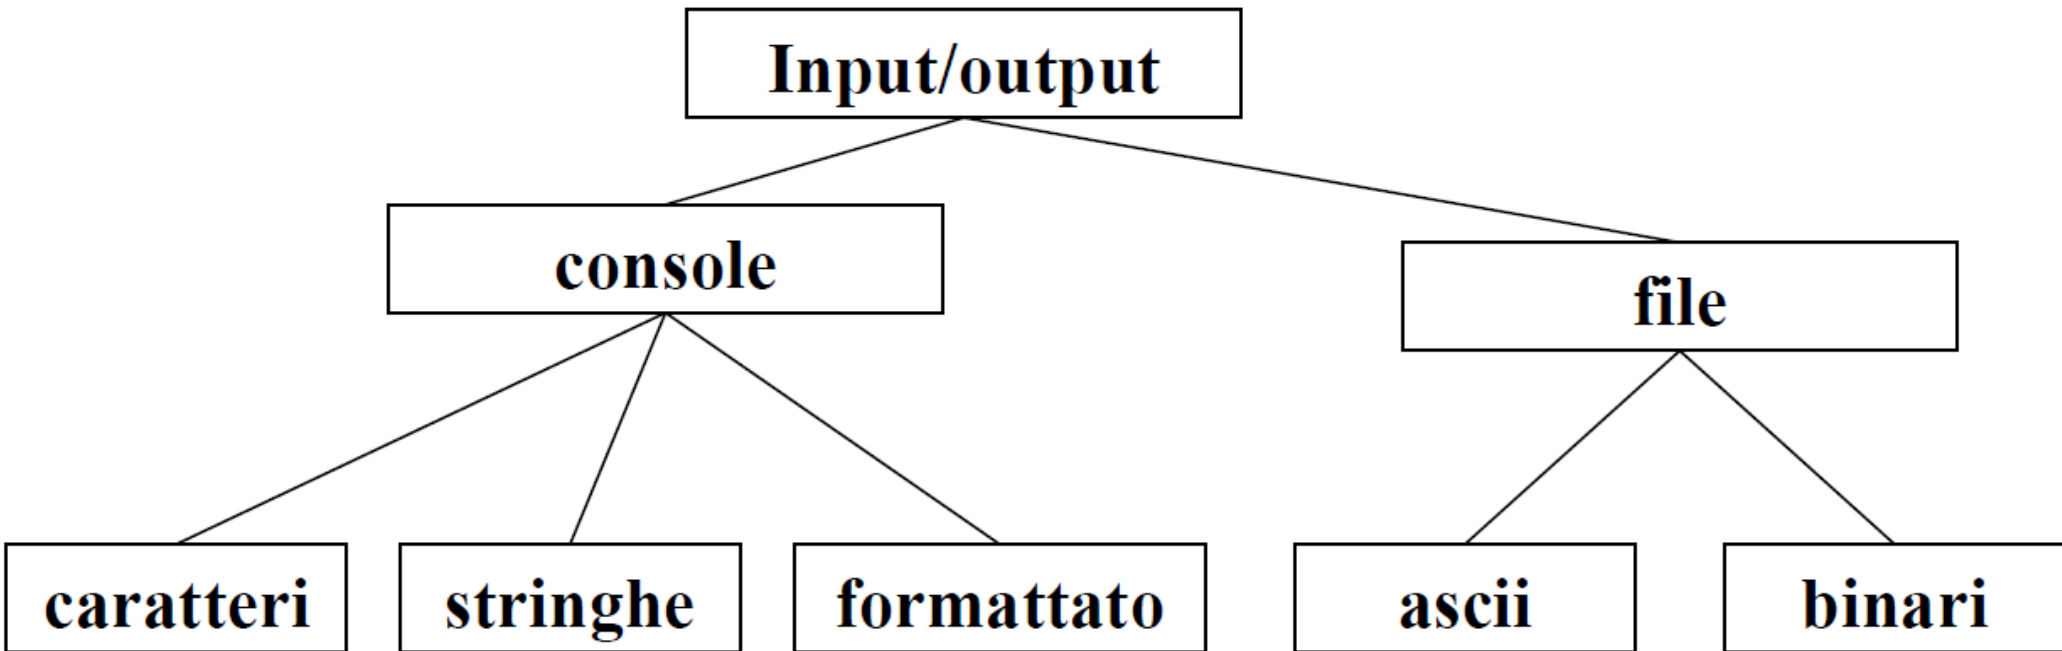 Input/output
console
file
caratteri
stringhe
formattato
ascii
binari